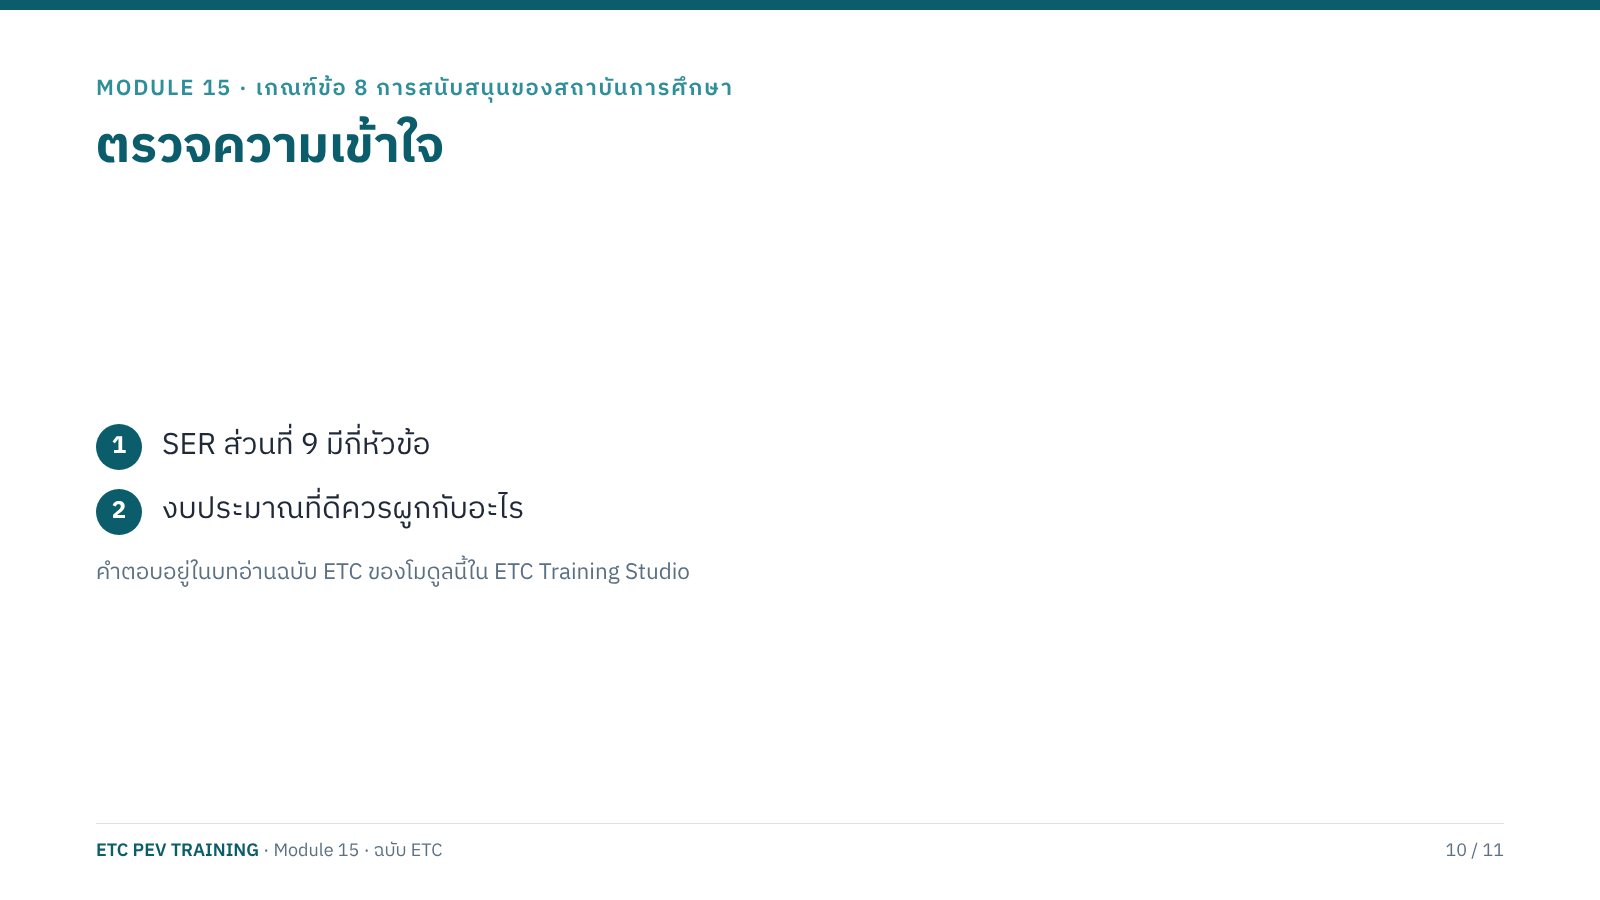 MODULE 15 · เกณฑ์ข้อ 8 การสนับสนุนของสถาบันการศึกษา
ตรวจความเข้าใจ
1 SER ส่วนที่ 9 มีกี่หัวข้อ
2 งบประมาณที่ดีควรผูกกับอะไร
คำตอบอยู่ในบทอ่านฉบับ ETC ของโมดูลนี้ใน ETC Training Studio
ETC PEV TRAINING · Module 15 · ฉบับ ETC
10 / 11